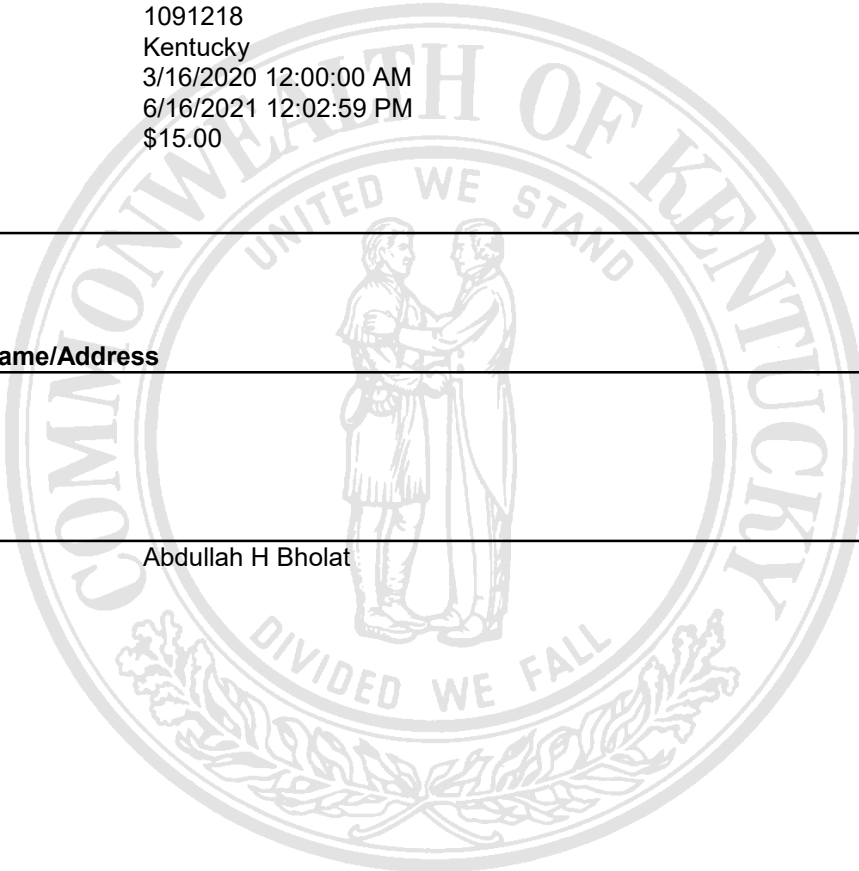 1091218
Kentucky
3/16/2020 12:00:00 AM
6/16/2021 12:02:59 PM
$15.00
COMMONWEALTH OF KENTUCKY
UNITED WE STAND
ame/Address
Abdullah H Bholat
DIVIDED WE FALL